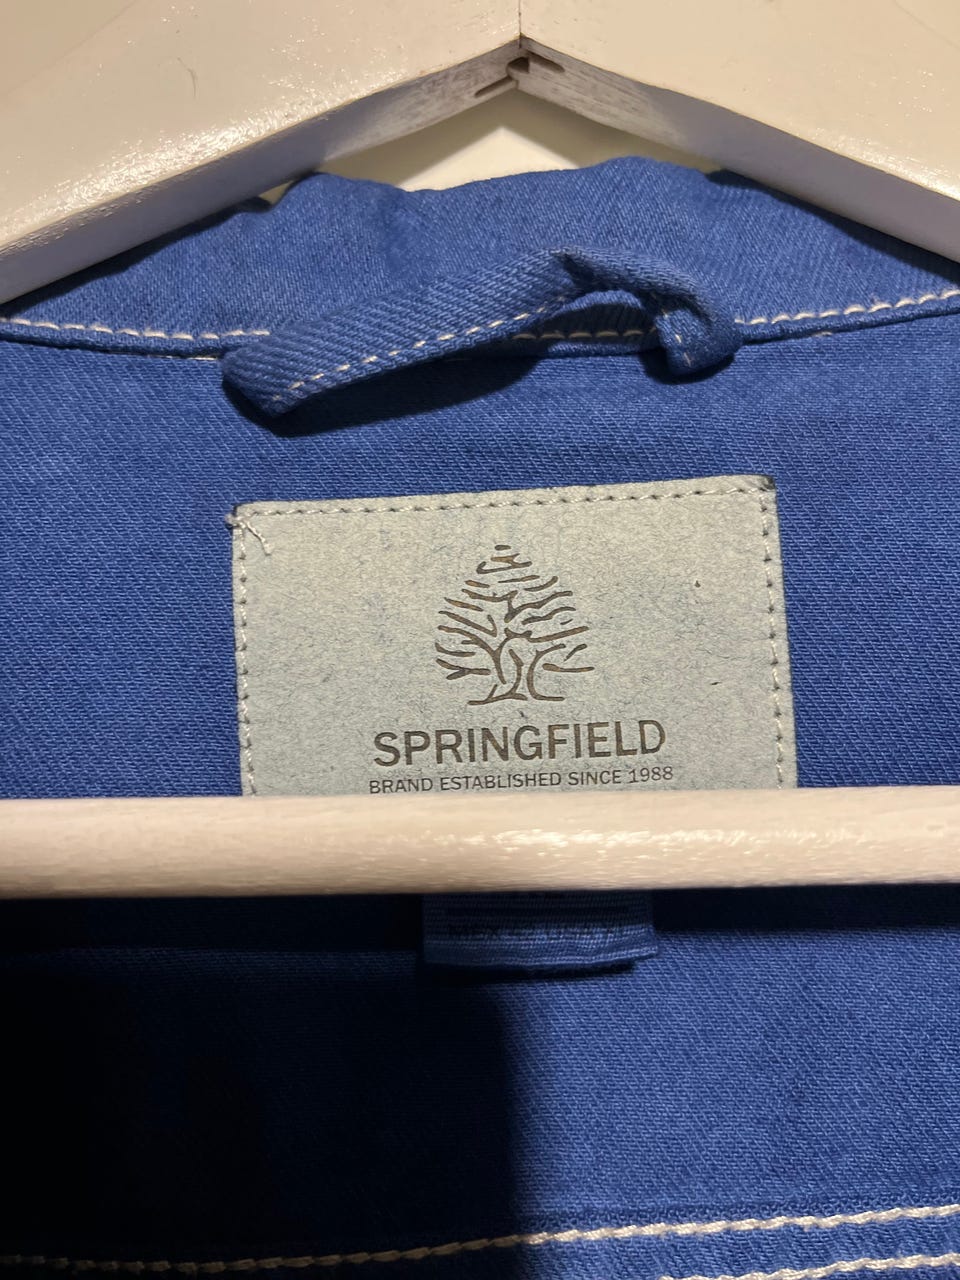 SPRINGFIELD
BRAND ESTABLISHED SINCE 1988